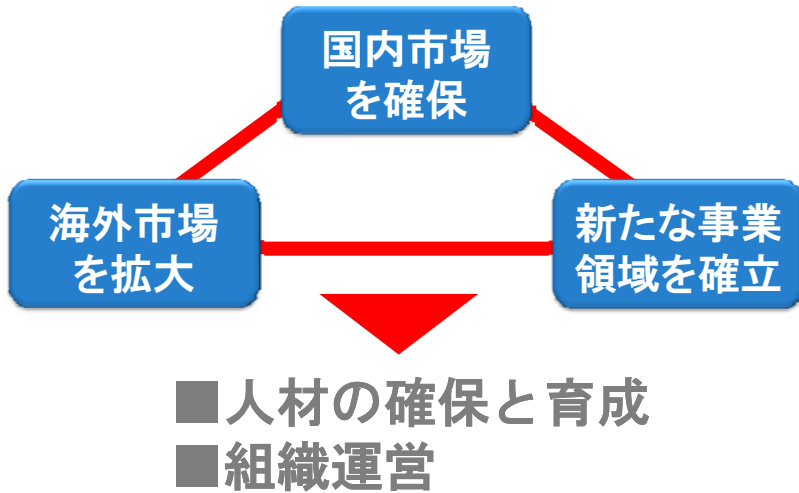 国内市場
を確保
海外市場
を拡大
新たな事業
領域を確立
■人材の確保と育成
■組織運営